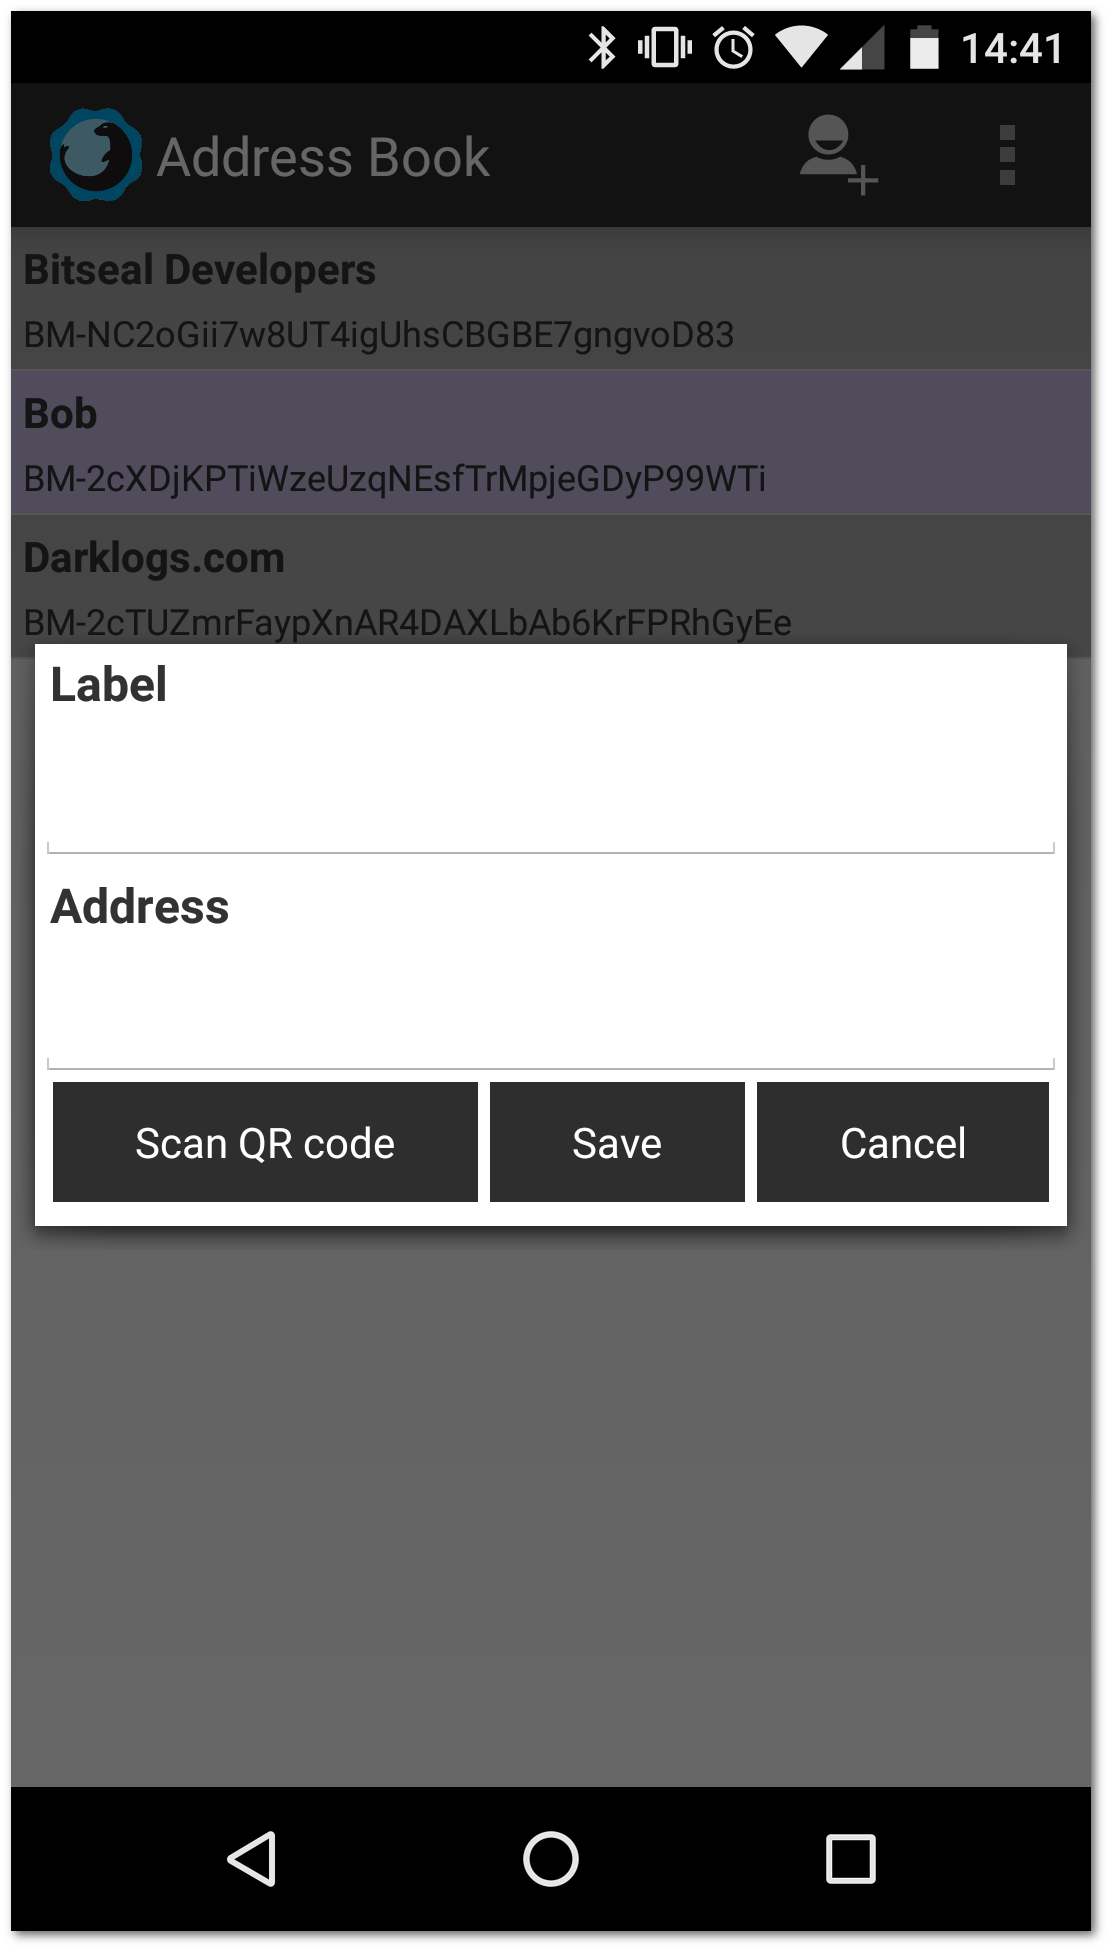 14:41
Address Book
Bitseal Developers
BM-NC2oGii7w8UT4igUhsCBGBE7gngvoD83
Bob
BM-2cXDjKPTiWzeUzqNEsfTrMpjeGDyP99WTi
Darklogs.com
BM-2cTUZmrFaypXnAR4DAXLbAb6KrFPRhGyEe
Label
Address
Scan QR code Save Cancel